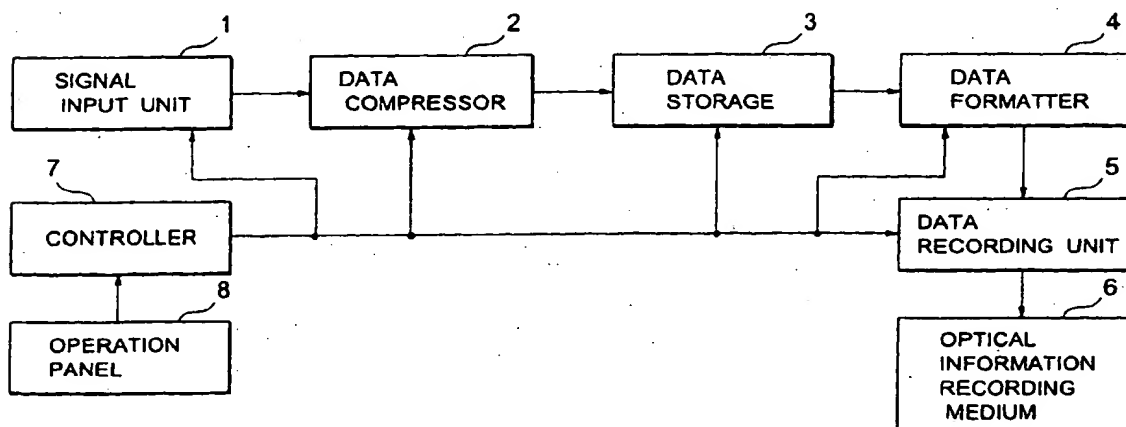 1
SIGNAL
INPUT UNIT
2
DATA
COMPRESSOR
3
DATA
STORAGE
4
DATA
FORMATTER
7
CONTROLLER
5
DATA
RECORDING UNIT
8
OPERATION
PANEL
6
OPTICAL
INFORMATION
RECORDING
MEDIUM